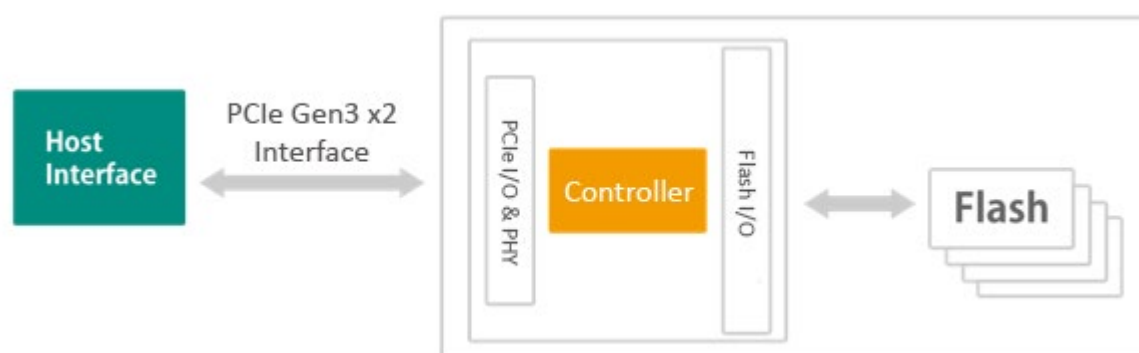 Host
Interface
PCIe Gen3 x2
Interface
PCIe I/O & PHY
Controller
Flash I/O
Flash